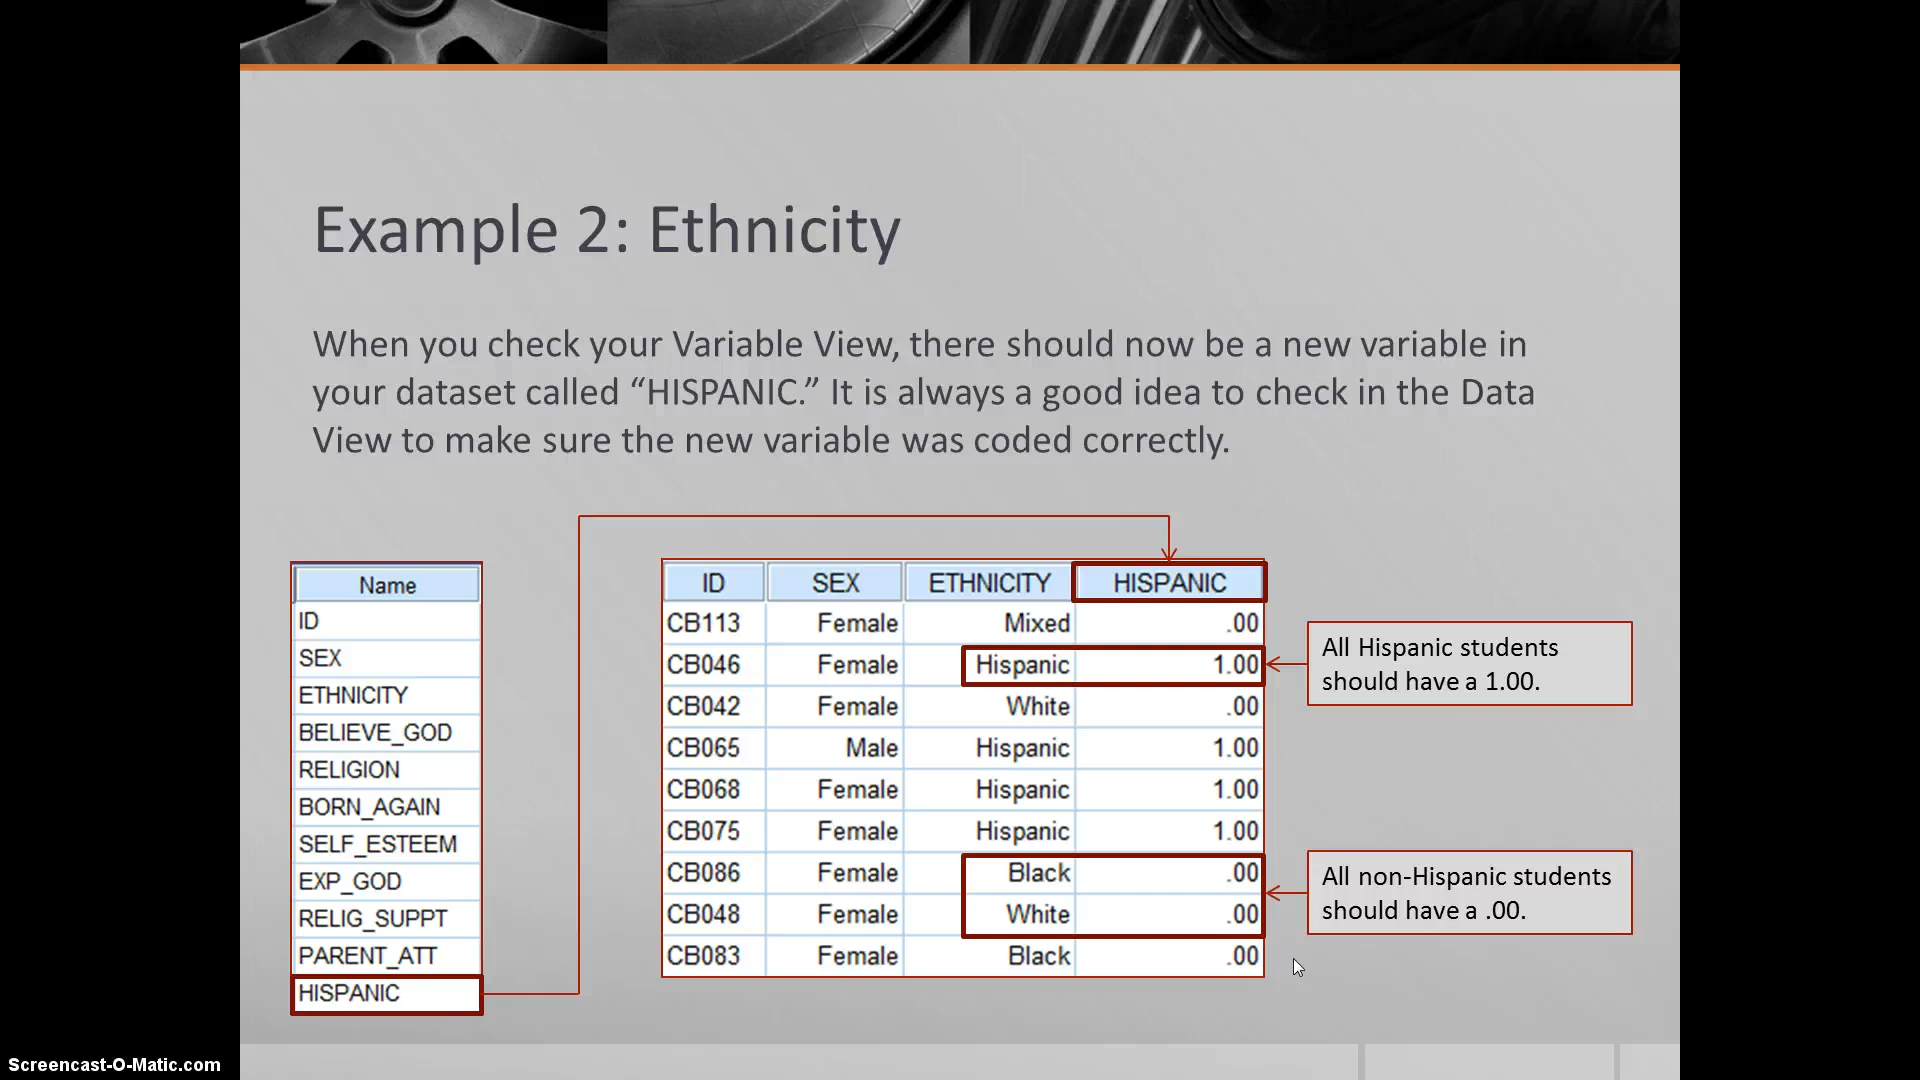 Example 2: Ethnicity
When you check your Variable View, there should now be a new variable in
your dataset called “HISPANIC.” It is always a good idea to check in the Data
View to make sure the new variable was coded correctly.
Name
ID
SEX
ETHNICITY
BELIEVE_GOD
RELIGION
BORN_AGAIN
SELF_ESTEEM
EXP_GOD
RELIG_SUPPT
PARENT_ATT
HISPANIC
ID SEX ETHNICITY HISPANIC
CB113 Female Mixed .00
CB046 Female Hispanic 1.00
CB042 Female White .00
CB065 Male Hispanic 1.00
CB068 Female Hispanic 1.00
CB075 Female Hispanic 1.00
CB086 Female Black .00
CB048 Female White .00
CB083 Female Black .00
All Hispanic students
should have a 1.00.
All non-Hispanic students
should have a .00.
Screencast-O-Matic.com